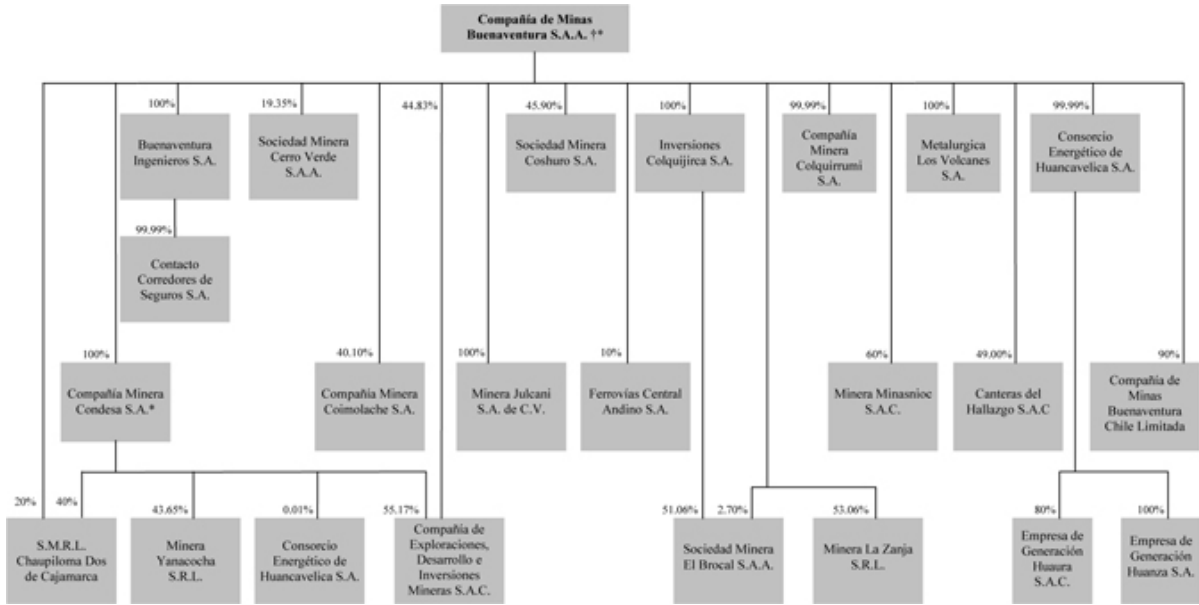 Compañía de Minas
Buenaventura S.A.A. †*
100%
19.35%
44.83%
45.90%
100%
99.99%
100%
99.99%
Buenaventura
Ingenieros S.A.
Sociedad Minera
Cerro Verde
S.A.A.
Sociedad Minera
Coshuro S.A.
Inversiones
Colquijirca S.A.
Compañía
Minera
Colquirrumi
S.A.
Metalurgica
Los Volcanes
S.A.
Consorcio
Energético de
Huancavelica S.A.
99.99%
Contacto
Corredores de
Seguros S.A.
100%
40.10%
100%
10%
60%
49.00%
90%
Compañía Minera
Condesa S.A.*
Compañía Minera
Coimolache S.A.
Minera Julcani
S.A. de C.V.
Ferrovías Central
Andino S.A.
Minera Minasnioc
S.A.C.
Canteras del
Hallazgo S.A.C
Compañía de
Minas
Buenaventura
Chile Limitada
20%
40%
43.65%
0.01%
55.17%
51.06%
2.70%
53.06%
80%
100%
S.M.R.L.
Chaupiloma Dos
de Cajamarca
Minera
Yanacocha
S.R.L.
Consorcio
Energético de
Huancavelica S.A.
Compañía de
Exploraciones,
Desarrollo e
Inversiones
Mineras S.A.C.
Sociedad Minera
El Brocal S.A.A.
Minera La Zanja
S.R.L.
Empresa de
Generación
Huaura
S.A.C.
Empresa de
Generación
Huanza S.A.